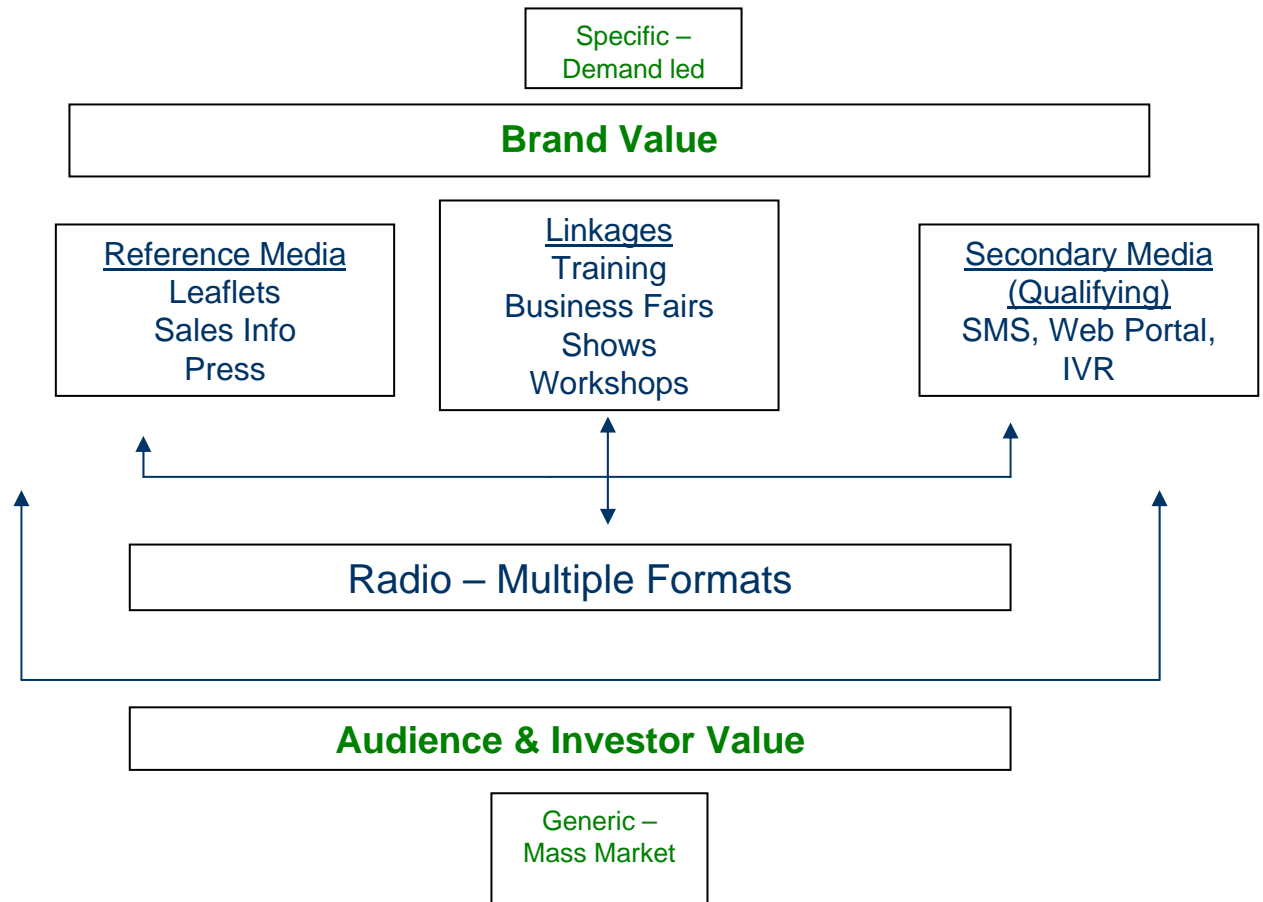 Specific –
Demand led
Brand Value
Reference Media
Leaflets
Sales Info
Press
Linkages
Training
Business Fairs
Shows
Workshops
Secondary Media
(Qualifying)
SMS, Web Portal,
IVR
Radio – Multiple Formats
Audience & Investor Value
Generic –
Mass Market